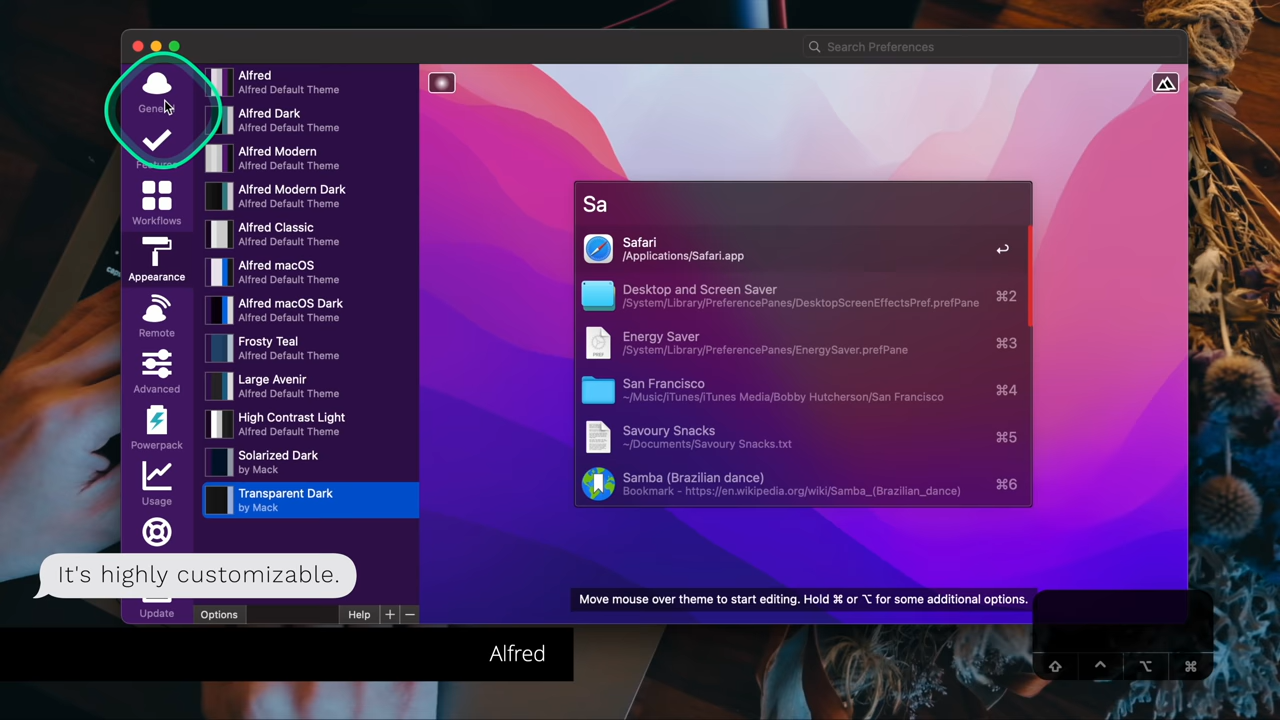 Search Preferences
General
Features
Workflows
Appearance
Remote
Advanced
Powerpack
Usage
Update
Alfred
Alfred Default Theme
Alfred Dark
Alfred Default Theme
Alfred Modern
Alfred Default Theme
Alfred Modern Dark
Alfred Default Theme
Alfred Classic
Alfred Default Theme
Alfred macOS
Alfred Default Theme
Alfred macOS Dark
Alfred Default Theme
Frosty Teal
Alfred Default Theme
Large Avenir
Alfred Default Theme
High Contrast Light
Alfred Default Theme
Solarized Dark
by Mack
Transparent Dark
by Mack
Options
Help + −
Sa
Safari
/Applications/Safari.app
↩
Desktop and Screen Saver
/System/Library/PreferencePanes/DesktopScreenEffectsPref.prefPane
⌘2
Energy Saver
/System/Library/PreferencePanes/EnergySaver.prefPane
⌘3
San Francisco
~/Music/iTunes/iTunes Media/Bobby Hutcherson/San Francisco
⌘4
Savoury Snacks
~/Documents/Savoury Snacks.txt
⌘5
Samba (Brazilian dance)
Bookmark - https://en.wikipedia.org/wiki/Samba_(Brazilian_dance)
⌘6
Move mouse over theme to start editing. Hold ⌘ or ⌥ for some additional options.
It's highly customizable.
Alfred
⇧ ⌃ ⌥ ⌘